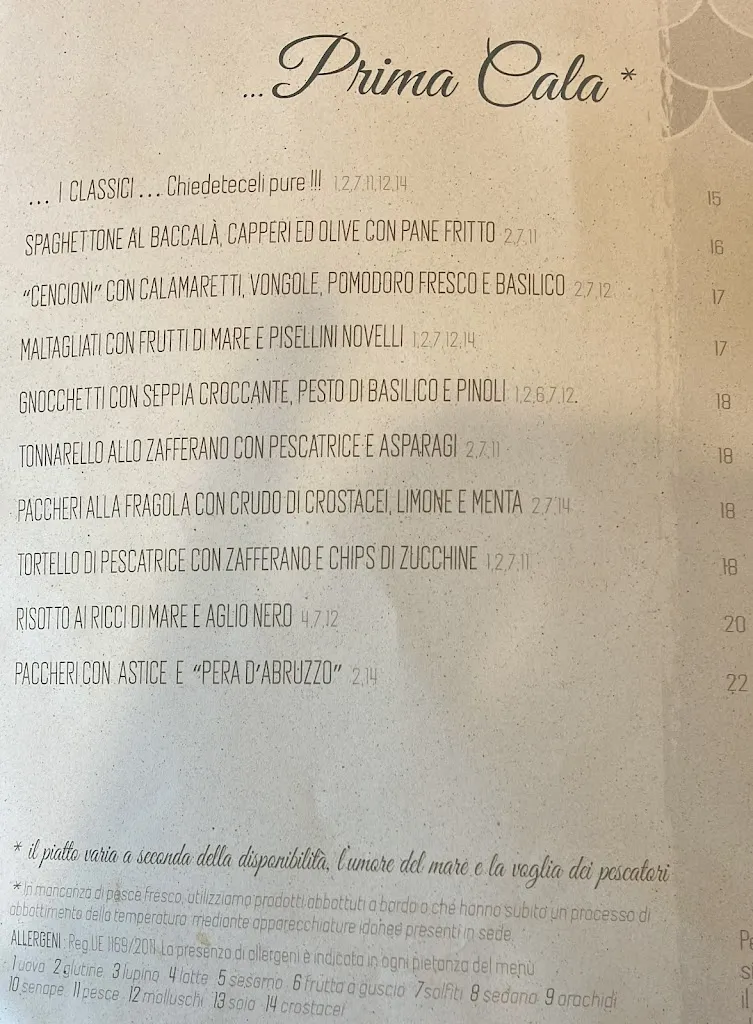 ...Prima Cala *
... I CLASSICI ... Chiedeteceli pure !!! 1,2,7,11,12,14 15
SPAGHETTONE AL BACCALÀ, CAPPERI ED OLIVE CON PANE FRITTO 2,7,11 16
“CENCIONI” CON CALAMARETTI, VONGOLE, POMODORO FRESCO E BASILICO 2,7,12 17
MALTAGLIATI CON FRUTTI DI MARE E PISELLINI NOVELLI 1,2,7,12,14 17
GNOCCHETTI CON SEPPIA CROCCANTE, PESTO DI BASILICO E PINOLI 1,2,6,7,12. 18
TONNARELLO ALLO ZAFFERANO CON PESCATRICE E ASPARAGI 2,7,11 18
PACCHERI ALLA FRAGOLA CON CRUDO DI CROSTACEI, LIMONE E MENTA 2,7,14 18
TORTELLO DI PESCATRICE CON ZAFFERANO E CHIPS DI ZUCCHINE 1,2,7,11 18
RISOTTO AI RICCI DI MARE E AGLIO NERO 4,7,12 20
PACCHERI CON ASTICE E “PERA D’ABRUZZO” 2,14 22
* il piatto varia a seconda della disponibilità, l'umore del mare e la voglia dei pescatori
* In mancanza di pesce fresco, utilizziamo prodotti abbattuti a bordo o che hanno subito un processo di
abbattimento della temperatura mediante apparecchiature idonee presenti in sede.
ALLERGENI : Reg.UE 1169/2011 La presenza di allergeni è indicata in ogni pietanza del menù
1 uova 2 glutine 3 lupino 4 latte 5 sesamo 6 frutta a guscio 7 solfiti 8 sedano 9 arachidi
10 senape 11 pesce 12 molluschi 13 soia 14 crostacei